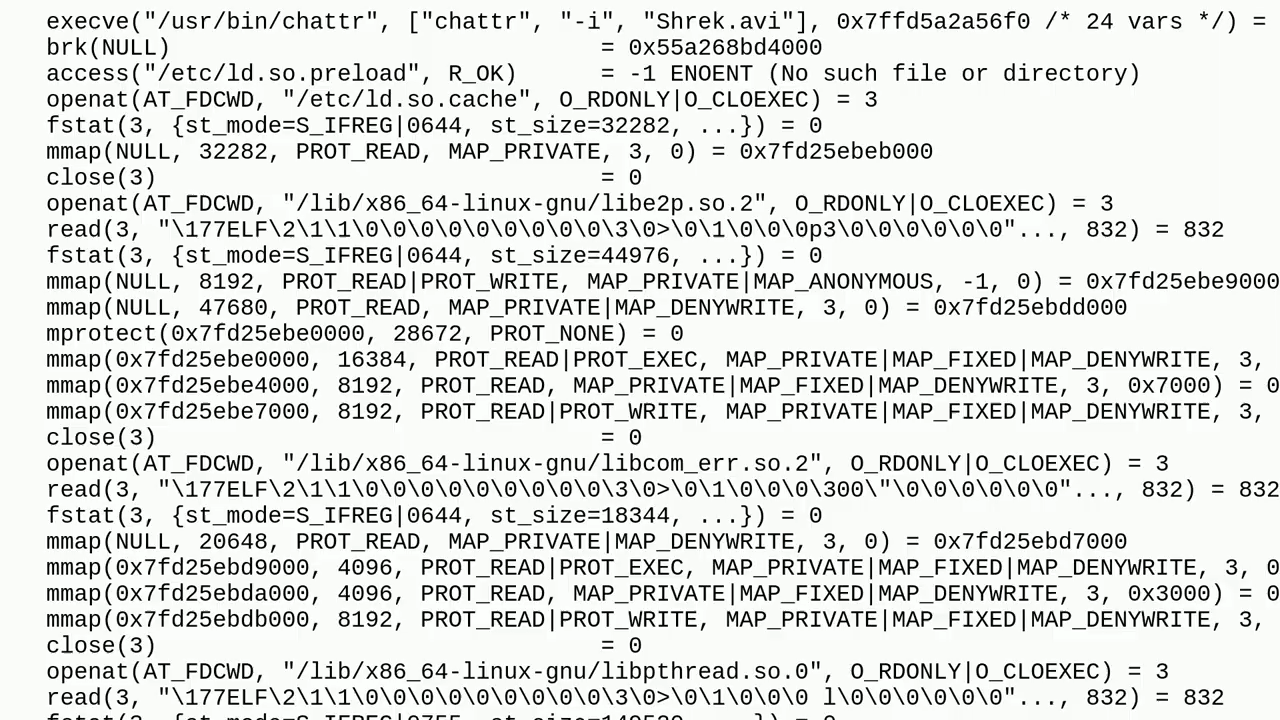 execve("/usr/bin/chattr", ["chattr", "-i", "Shrek.avi"], 0x7ffd5a2a56f0 /* 24 vars */) =
brk(NULL)                               = 0x55a268bd4000
access("/etc/ld.so.preload", R_OK)      = -1 ENOENT (No such file or directory)
openat(AT_FDCWD, "/etc/ld.so.cache", O_RDONLY|O_CLOEXEC) = 3
fstat(3, {st_mode=S_IFREG|0644, st_size=32282, ...}) = 0
mmap(NULL, 32282, PROT_READ, MAP_PRIVATE, 3, 0) = 0x7fd25ebeb000
close(3)                                = 0
openat(AT_FDCWD, "/lib/x86_64-linux-gnu/libe2p.so.2", O_RDONLY|O_CLOEXEC) = 3
read(3, "\177ELF\2\1\1\0\0\0\0\0\0\0\0\0\3\0>\0\1\0\0\0p3\0\0\0\0\0\0"..., 832) = 832
fstat(3, {st_mode=S_IFREG|0644, st_size=44976, ...}) = 0
mmap(NULL, 8192, PROT_READ|PROT_WRITE, MAP_PRIVATE|MAP_ANONYMOUS, -1, 0) = 0x7fd25ebe9000
mmap(NULL, 47680, PROT_READ, MAP_PRIVATE|MAP_DENYWRITE, 3, 0) = 0x7fd25ebdd000
mprotect(0x7fd25ebe0000, 28672, PROT_NONE) = 0
mmap(0x7fd25ebe0000, 16384, PROT_READ|PROT_EXEC, MAP_PRIVATE|MAP_FIXED|MAP_DENYWRITE, 3,
mmap(0x7fd25ebe4000, 8192, PROT_READ, MAP_PRIVATE|MAP_FIXED|MAP_DENYWRITE, 3, 0x7000) = 0
mmap(0x7fd25ebe7000, 8192, PROT_READ|PROT_WRITE, MAP_PRIVATE|MAP_FIXED|MAP_DENYWRITE, 3,
close(3)                                = 0
openat(AT_FDCWD, "/lib/x86_64-linux-gnu/libcom_err.so.2", O_RDONLY|O_CLOEXEC) = 3
read(3, "\177ELF\2\1\1\0\0\0\0\0\0\0\0\0\3\0>\0\1\0\0\0\300\"\0\0\0\0\0\0"..., 832) = 832
fstat(3, {st_mode=S_IFREG|0644, st_size=18344, ...}) = 0
mmap(NULL, 20648, PROT_READ, MAP_PRIVATE|MAP_DENYWRITE, 3, 0) = 0x7fd25ebd7000
mmap(0x7fd25ebd9000, 4096, PROT_READ|PROT_EXEC, MAP_PRIVATE|MAP_FIXED|MAP_DENYWRITE, 3, 0
mmap(0x7fd25ebda000, 4096, PROT_READ, MAP_PRIVATE|MAP_FIXED|MAP_DENYWRITE, 3, 0x3000) = 0
mmap(0x7fd25ebdb000, 8192, PROT_READ|PROT_WRITE, MAP_PRIVATE|MAP_FIXED|MAP_DENYWRITE, 3,
close(3)                                = 0
openat(AT_FDCWD, "/lib/x86_64-linux-gnu/libpthread.so.0", O_RDONLY|O_CLOEXEC) = 3
read(3, "\177ELF\2\1\1\0\0\0\0\0\0\0\0\0\3\0>\0\1\0\0\0 l\0\0\0\0\0\0"..., 832) = 832